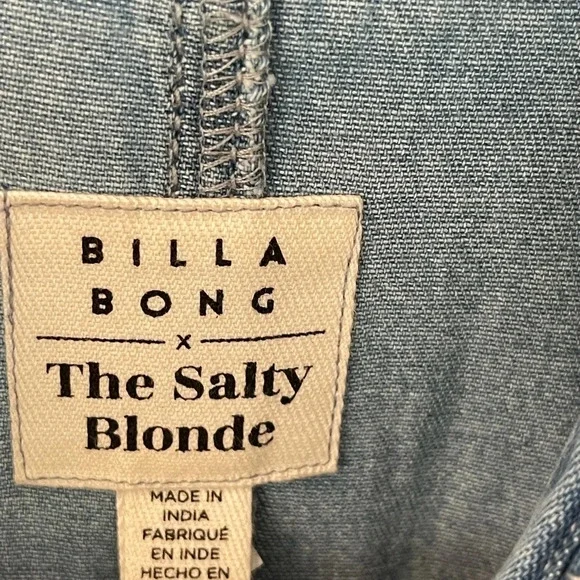 BILLA
BONG
x
The Salty
Blonde
MADE IN
INDIA
FABRIQUÉ
EN INDE
HECHO EN